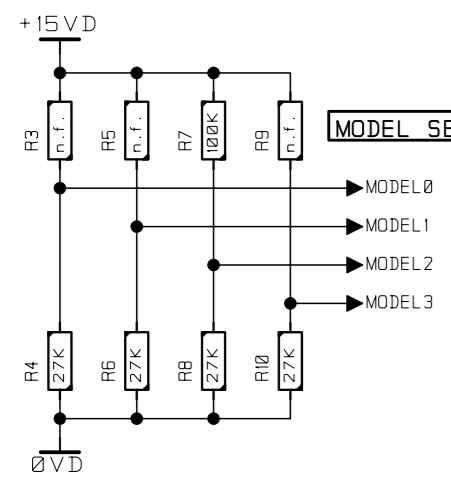 +15VD
R3 n.f. R5 n.f. R7 100K R9 n.f.
MODEL SE
MODEL0
MODEL1
MODEL2
MODEL3
R4 27K R6 27K R8 27K R10 27K
0VD